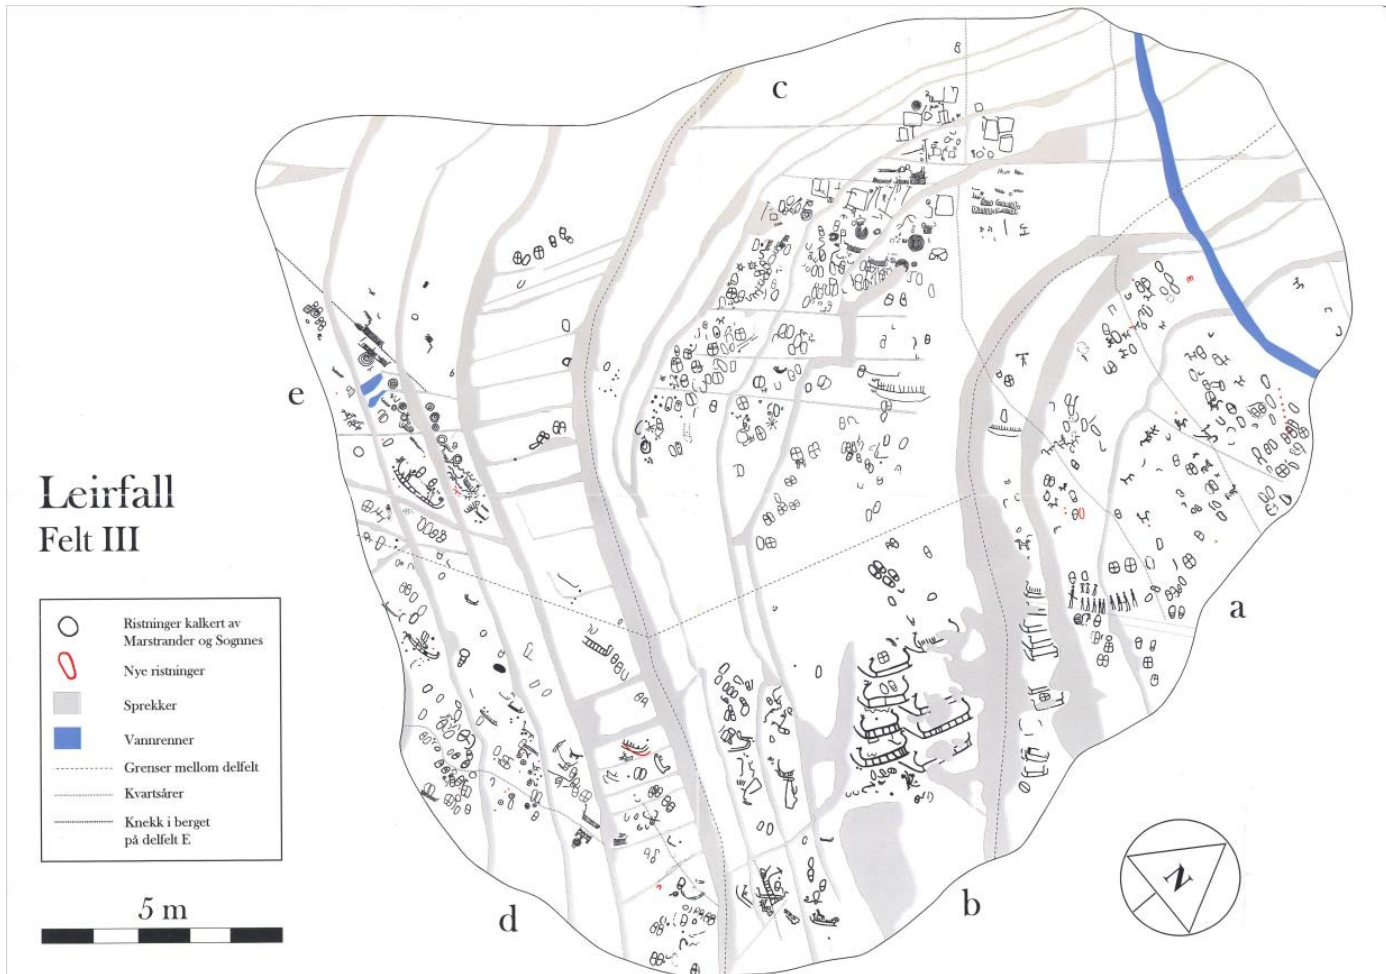 c
e
Leirfall
Felt III
a
Ristninger kalkert av
Marstrander og Sognnes
Nye ristninger
Sprekker
Vannrenner
Grenser mellom delfelt
Kvartsårer
Knekk i berget
på delfelt E
5 m
d
b
N